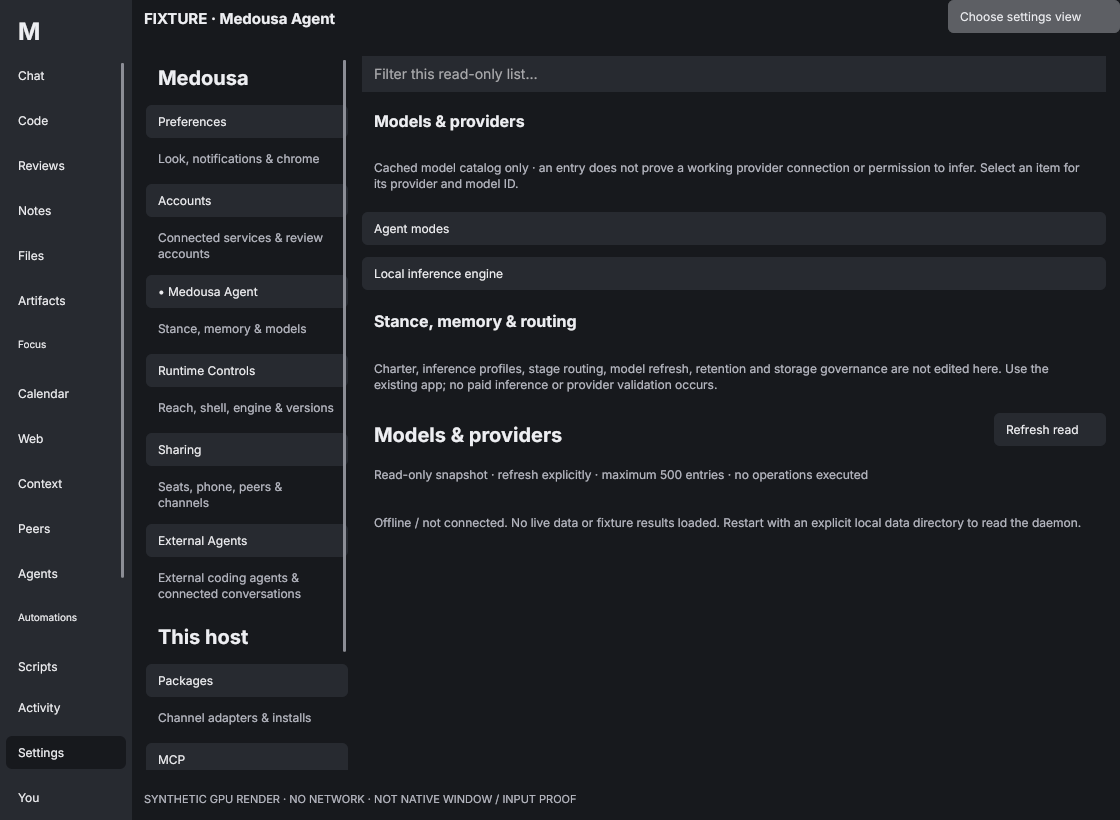 M
Chat
Code
Reviews
Notes
Files
Artifacts
Focus
Calendar
Web
Context
Peers
Agents
Automations
Scripts
Activity
Settings
You
FIXTURE · Medousa Agent
Choose settings view
Medousa
Preferences
Look, notifications & chrome
Accounts
Connected services & review
accounts
• Medousa Agent
Stance, memory & models
Runtime Controls
Reach, shell, engine & versions
Sharing
Seats, phone, peers &
channels
External Agents
External coding agents &
connected conversations
This host
Packages
Channel adapters & installs
MCP
Filter this read-only list...
Models & providers
Cached model catalog only · an entry does not prove a working provider connection or permission to infer. Select an item for
its provider and model ID.
Agent modes
Local inference engine
Stance, memory & routing
Charter, inference profiles, stage routing, model refresh, retention and storage governance are not edited here. Use the
existing app; no paid inference or provider validation occurs.
Models & providers
Refresh read
Read-only snapshot · refresh explicitly · maximum 500 entries · no operations executed
Offline / not connected. No live data or fixture results loaded. Restart with an explicit local data directory to read the daemon.
SYNTHETIC GPU RENDER · NO NETWORK · NOT NATIVE WINDOW / INPUT PROOF